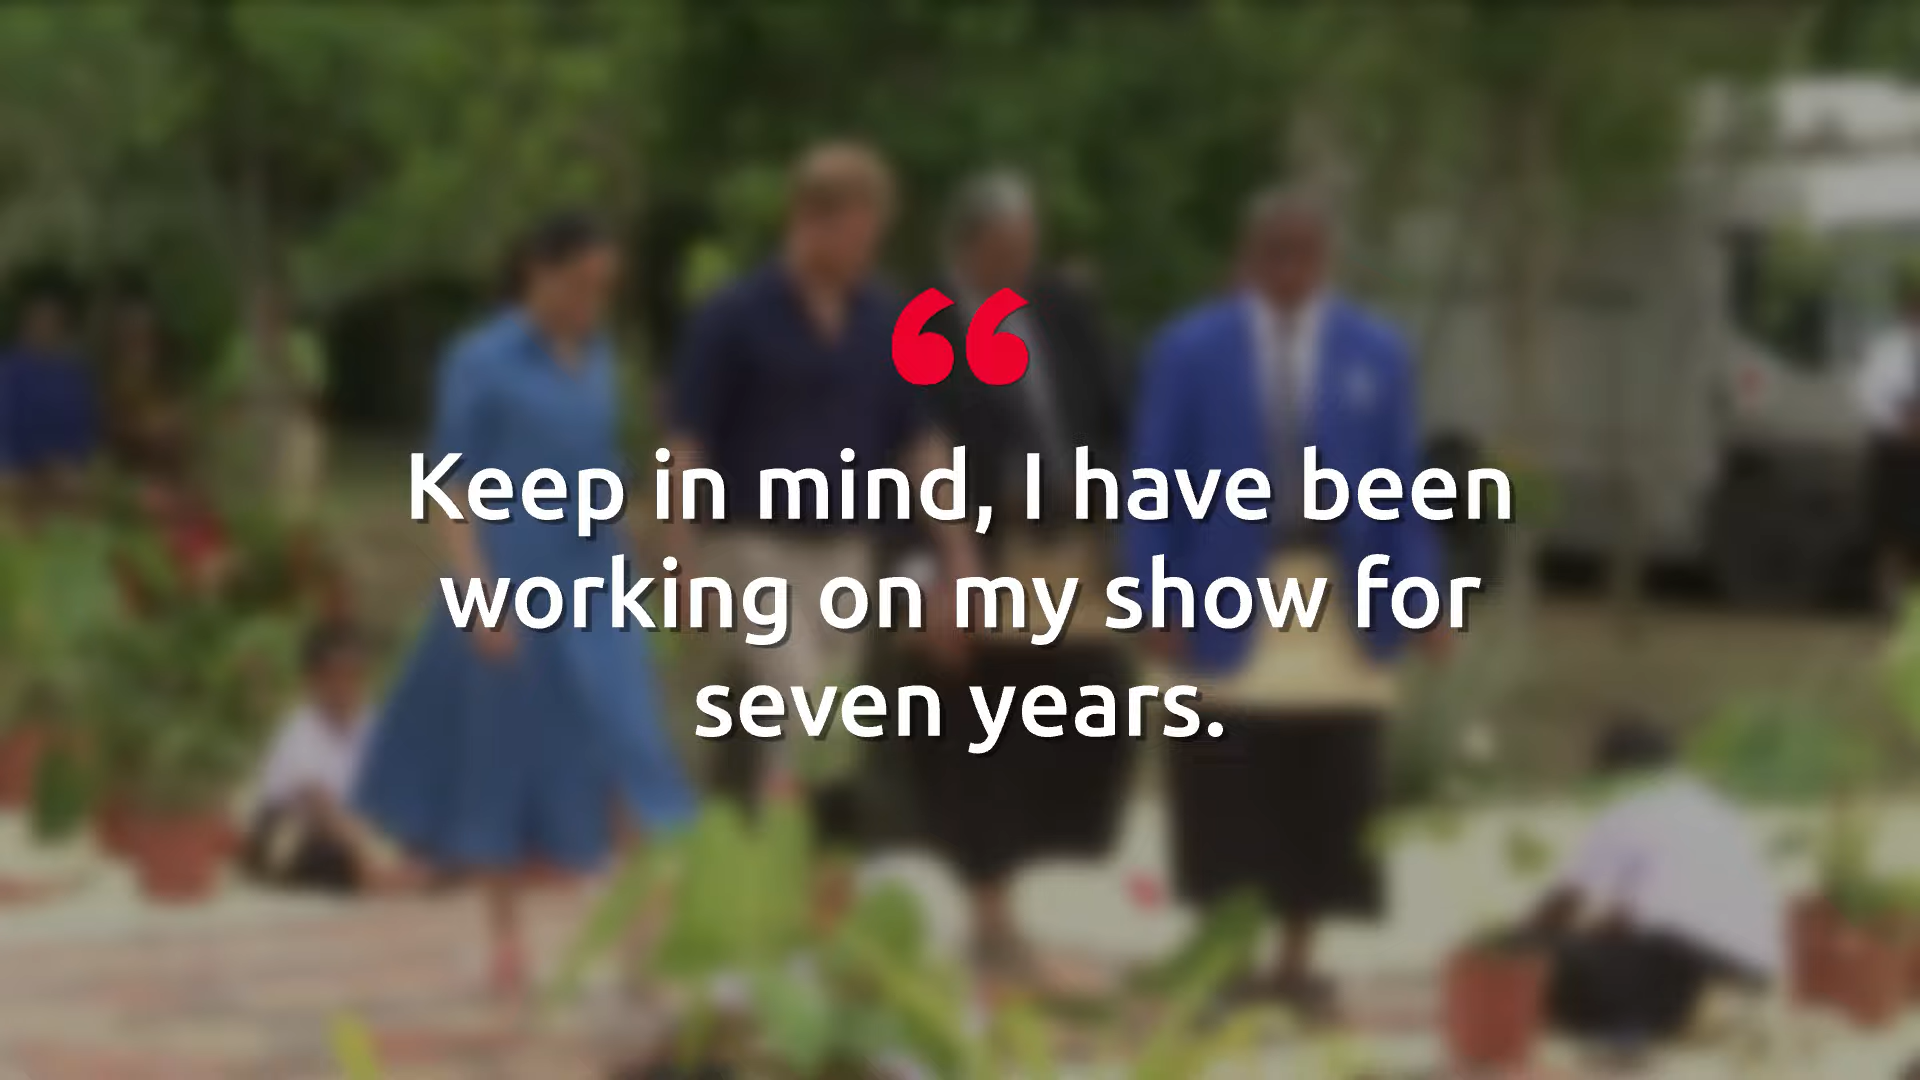 “
Keep in mind, I have been
working on my show for
seven years.